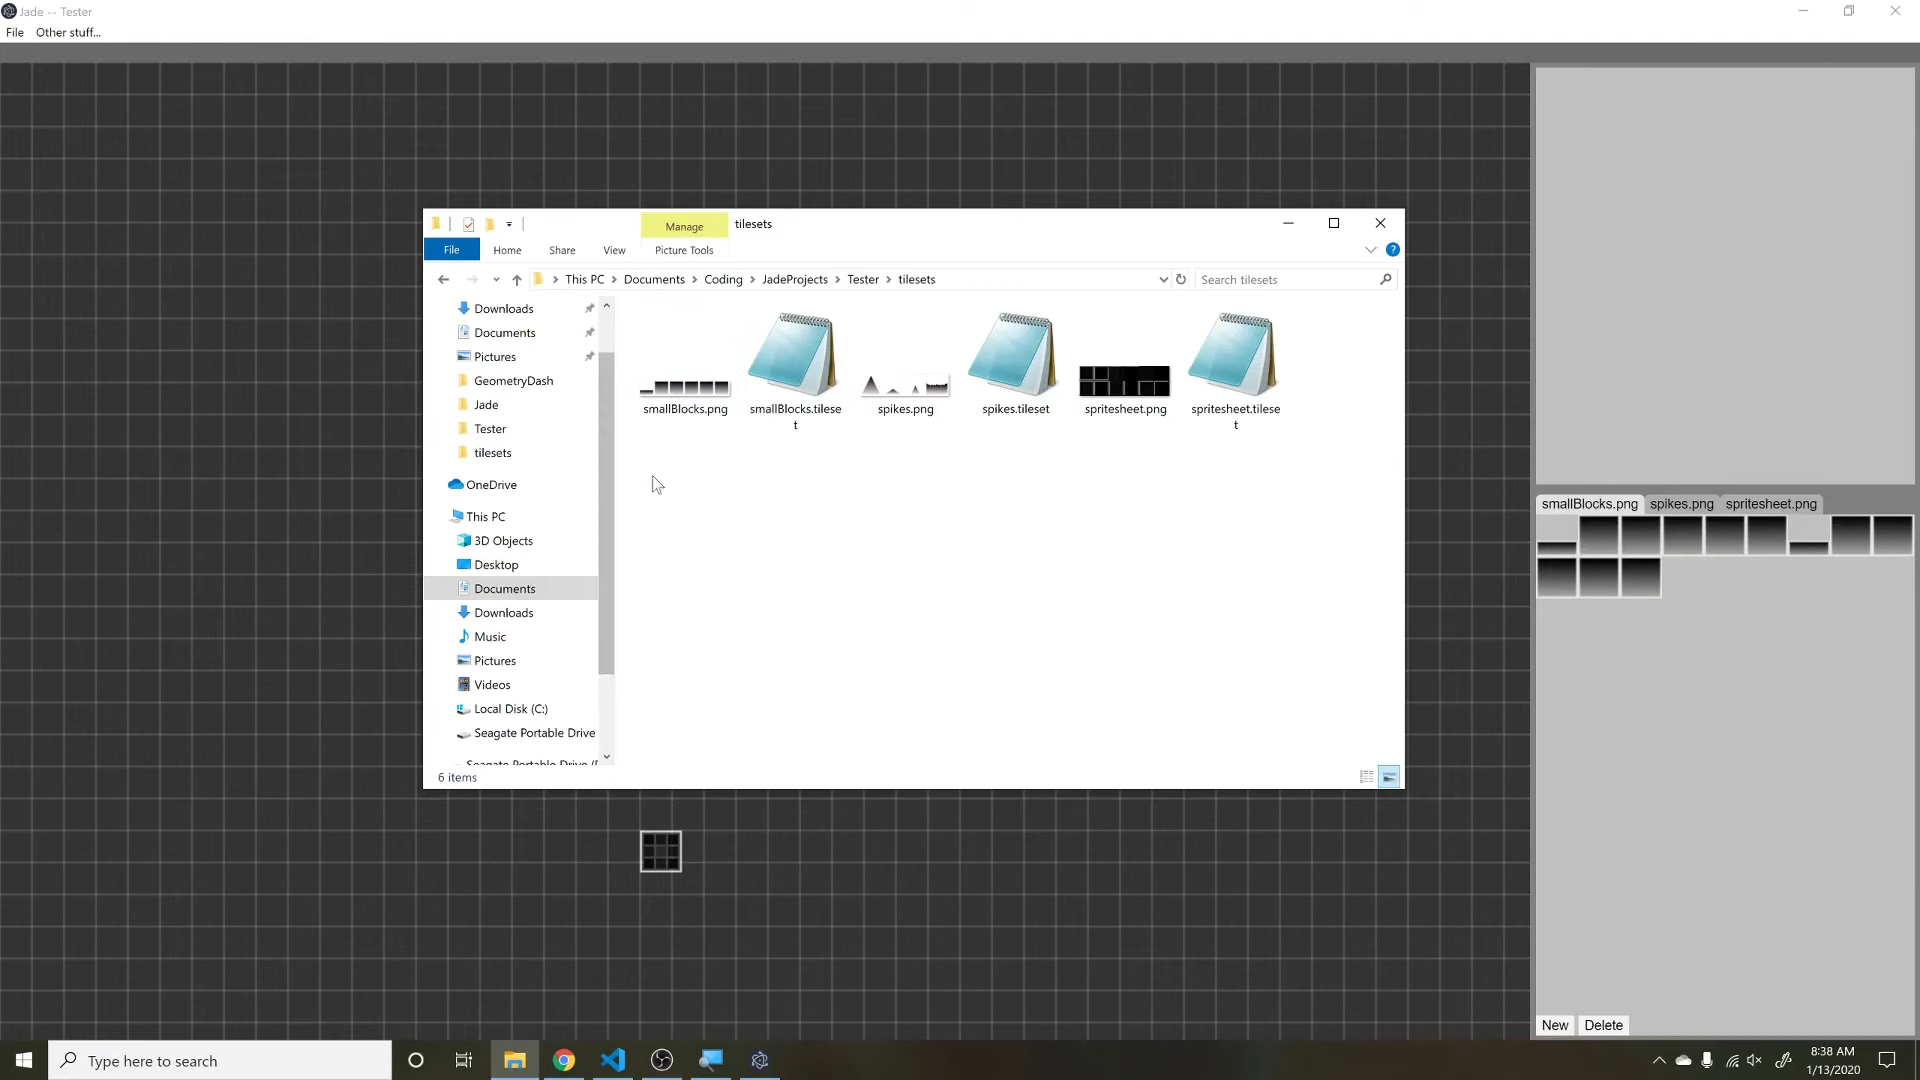 Jade -- Tester
File Other stuff...
Manage tilesets
File Home Share View Picture Tools
This PC Documents Coding JadeProjects Tester tilesets Search tilesets
Downloads
Documents
Pictures
GeometryDash
Jade
Tester
tilesets
OneDrive
This PC
3D Objects
Desktop
Documents
Downloads
Music
Pictures
Videos
Local Disk (C:)
Seagate Portable Drive
smallBlocks.png
smallBlocks.tilese
t
spikes.png
spikes.tileset
spritesheet.png
spritesheet.tilese
t
6 items
smallBlocks.png spikes.png spritesheet.png
New Delete
Type here to search
8:38 AM
1/13/2020